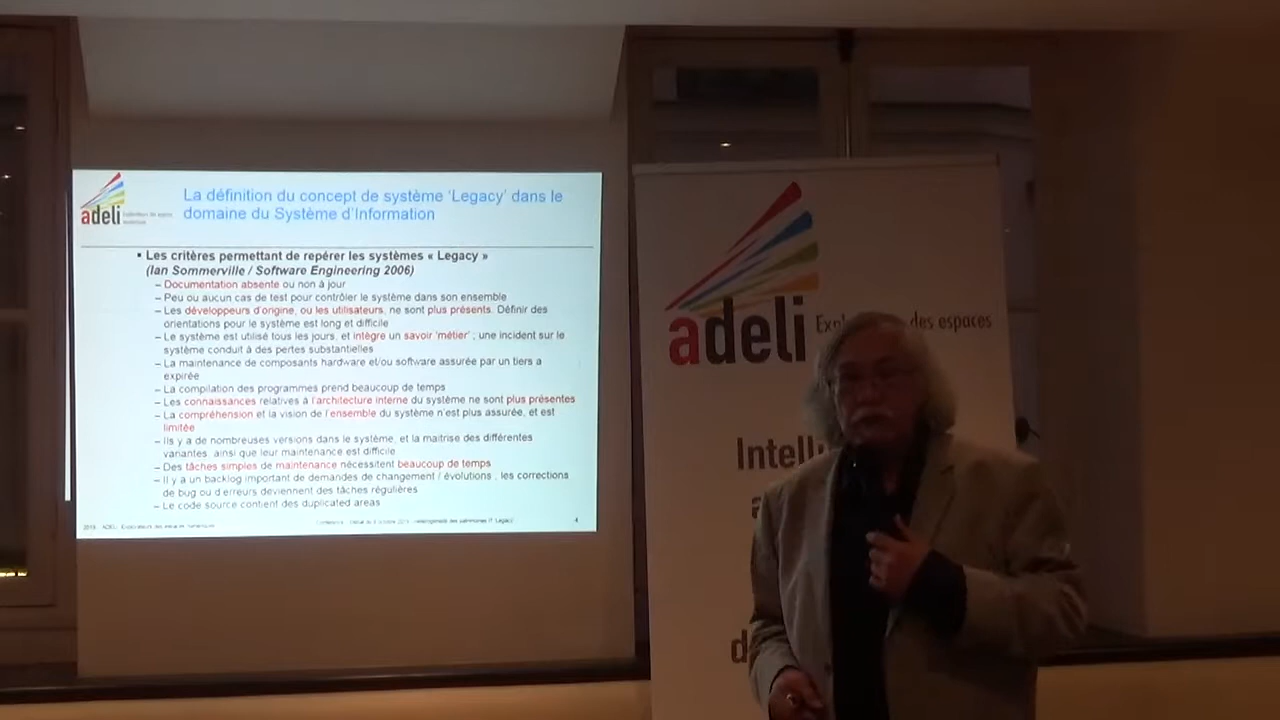 adeli
La définition du concept de système 'Legacy' dans le
domaine du Système d'Information
▪ Les critères permettant de repérer les systèmes « Legacy »
(Ian Sommerville / Software Engineering 2006)
– Documentation absente ou non à jour
– Peu ou aucun cas de test pour contrôler le système dans son ensemble
– Les développeurs d'origine, ou les utilisateurs, ne sont plus présents. Définir des
orientations pour le système est long et difficile
– Le système est utilisé tous les jours, et intègre un savoir 'métier' ; une incident sur le
système conduit à des pertes substantielles
– La maintenance de composants hardware et/ou software assurée par un tiers a
expirée
– La compilation des programmes prend beaucoup de temps
– Les connaissances relatives à l'architecture interne du système ne sont plus présentes
– La compréhension et la vision de l'ensemble du système n'est plus assurée, et est
limitée
– Ils y a de nombreuses versions dans le système, et la maitrise des différentes
variantes, ainsi que leur maintenance est difficile
– Des tâches simples de maintenance nécessitent beaucoup de temps
– Il y a un backlog important de demandes de changement / évolutions : les corrections
de bug ou d'erreurs deviennent des tâches régulières
– Le code source contient des duplicated areas
4
adeli
des espaces